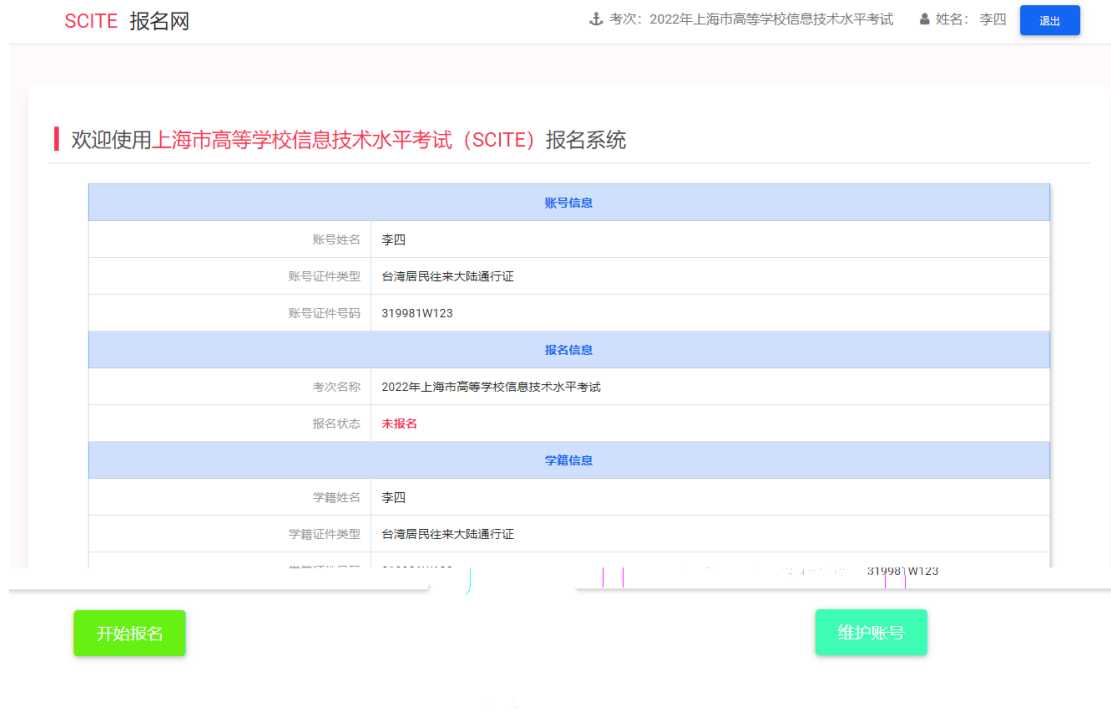 SCITE 报名网
考次：2022年上海市高等学校信息技术水平考试 姓名： 李四 退出
欢迎使用上海市高等学校信息技术水平考试（SCITE）报名系统
账号信息
账号姓名 李四
账号证件类型 台湾居民往来大陆通行证
账号证件号码 319981W123
报名信息
考次名称 2022年上海市高等学校信息技术水平考试
报名状态 未报名
学籍信息
学籍姓名 李四
学籍证件类型 台湾居民往来大陆通行证
319981W123
开始报名 维护账号